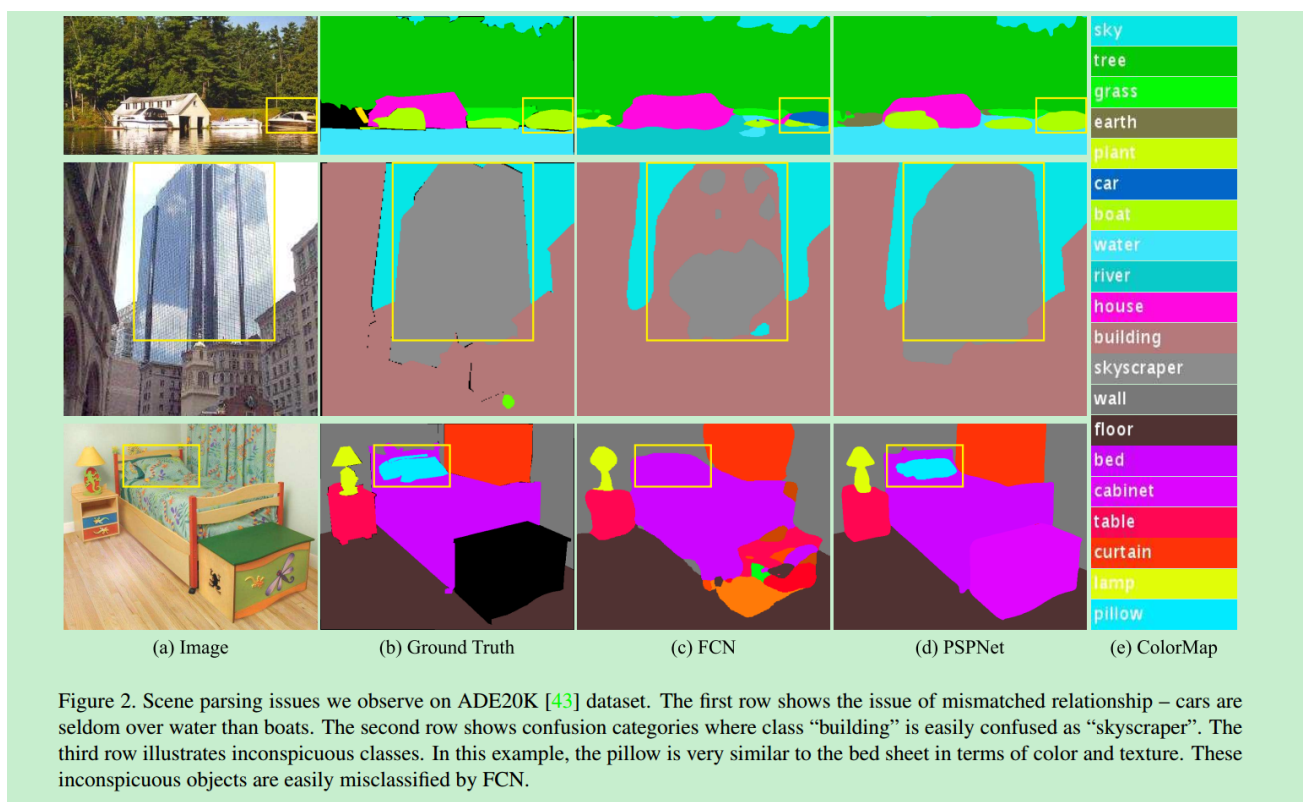 sky
tree
grass
earth
plant
car
boat
water
river
house
building
skyscraper
wall
floor
bed
cabinet
table
curtain
lamp
pillow
(a) Image (b) Ground Truth (c) FCN (d) PSPNet (e) ColorMap
Figure 2. Scene parsing issues we observe on ADE20K [43] dataset. The first row shows the issue of mismatched relationship – cars are
seldom over water than boats. The second row shows confusion categories where class “building” is easily confused as “skyscraper”. The
third row illustrates inconspicuous classes. In this example, the pillow is very similar to the bed sheet in terms of color and texture. These
inconspicuous objects are easily misclassified by FCN.